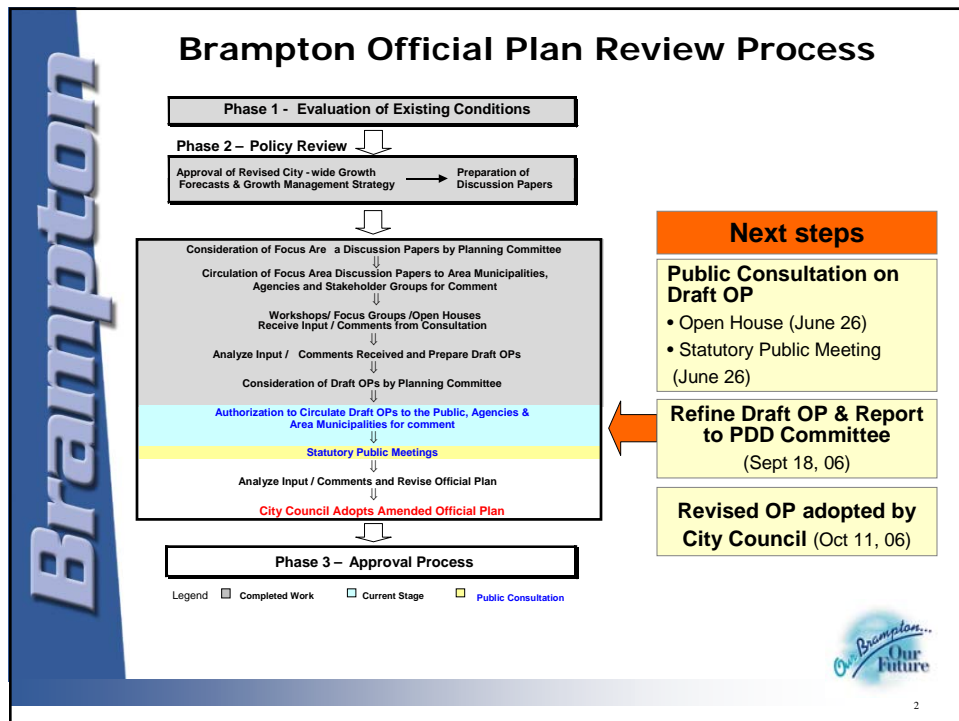 Brampton
Brampton Official Plan Review Process
Phase 1 - Evaluation of Existing Conditions
Phase 2 – Policy Review
Approval of Revised City - wide Growth
Forecasts & Growth Management Strategy
Preparation of
Discussion Papers
Consideration of Focus Are a Discussion Papers by Planning Committee
⇓
Circulation of Focus Area Discussion Papers to Area Municipalities,
Agencies and Stakeholder Groups for Comment
⇓
Workshops/ Focus Groups /Open Houses
Receive Input / Comments from Consultation
⇓
Analyze Input / Comments Received and Prepare Draft OPs
⇓
Consideration of Draft OPs by Planning Committee
⇓
Authorization to Circulate Draft OPs to the Public, Agencies &
Area Municipalities for comment
⇓
Statutory Public Meetings
⇓
Analyze Input / Comments and Revise Official Plan
⇓
City Council Adopts Amended Official Plan
Phase 3 – Approval Process
Legend Completed Work Current Stage Public Consultation
Next steps
Public Consultation on
Draft OP
• Open House (June 26)
• Statutory Public Meeting
(June 26)
Refine Draft OP & Report
to PDD Committee
(Sept 18, 06)
Revised OP adopted by
City Council (Oct 11, 06)
Our Brampton...
Our
Future
2